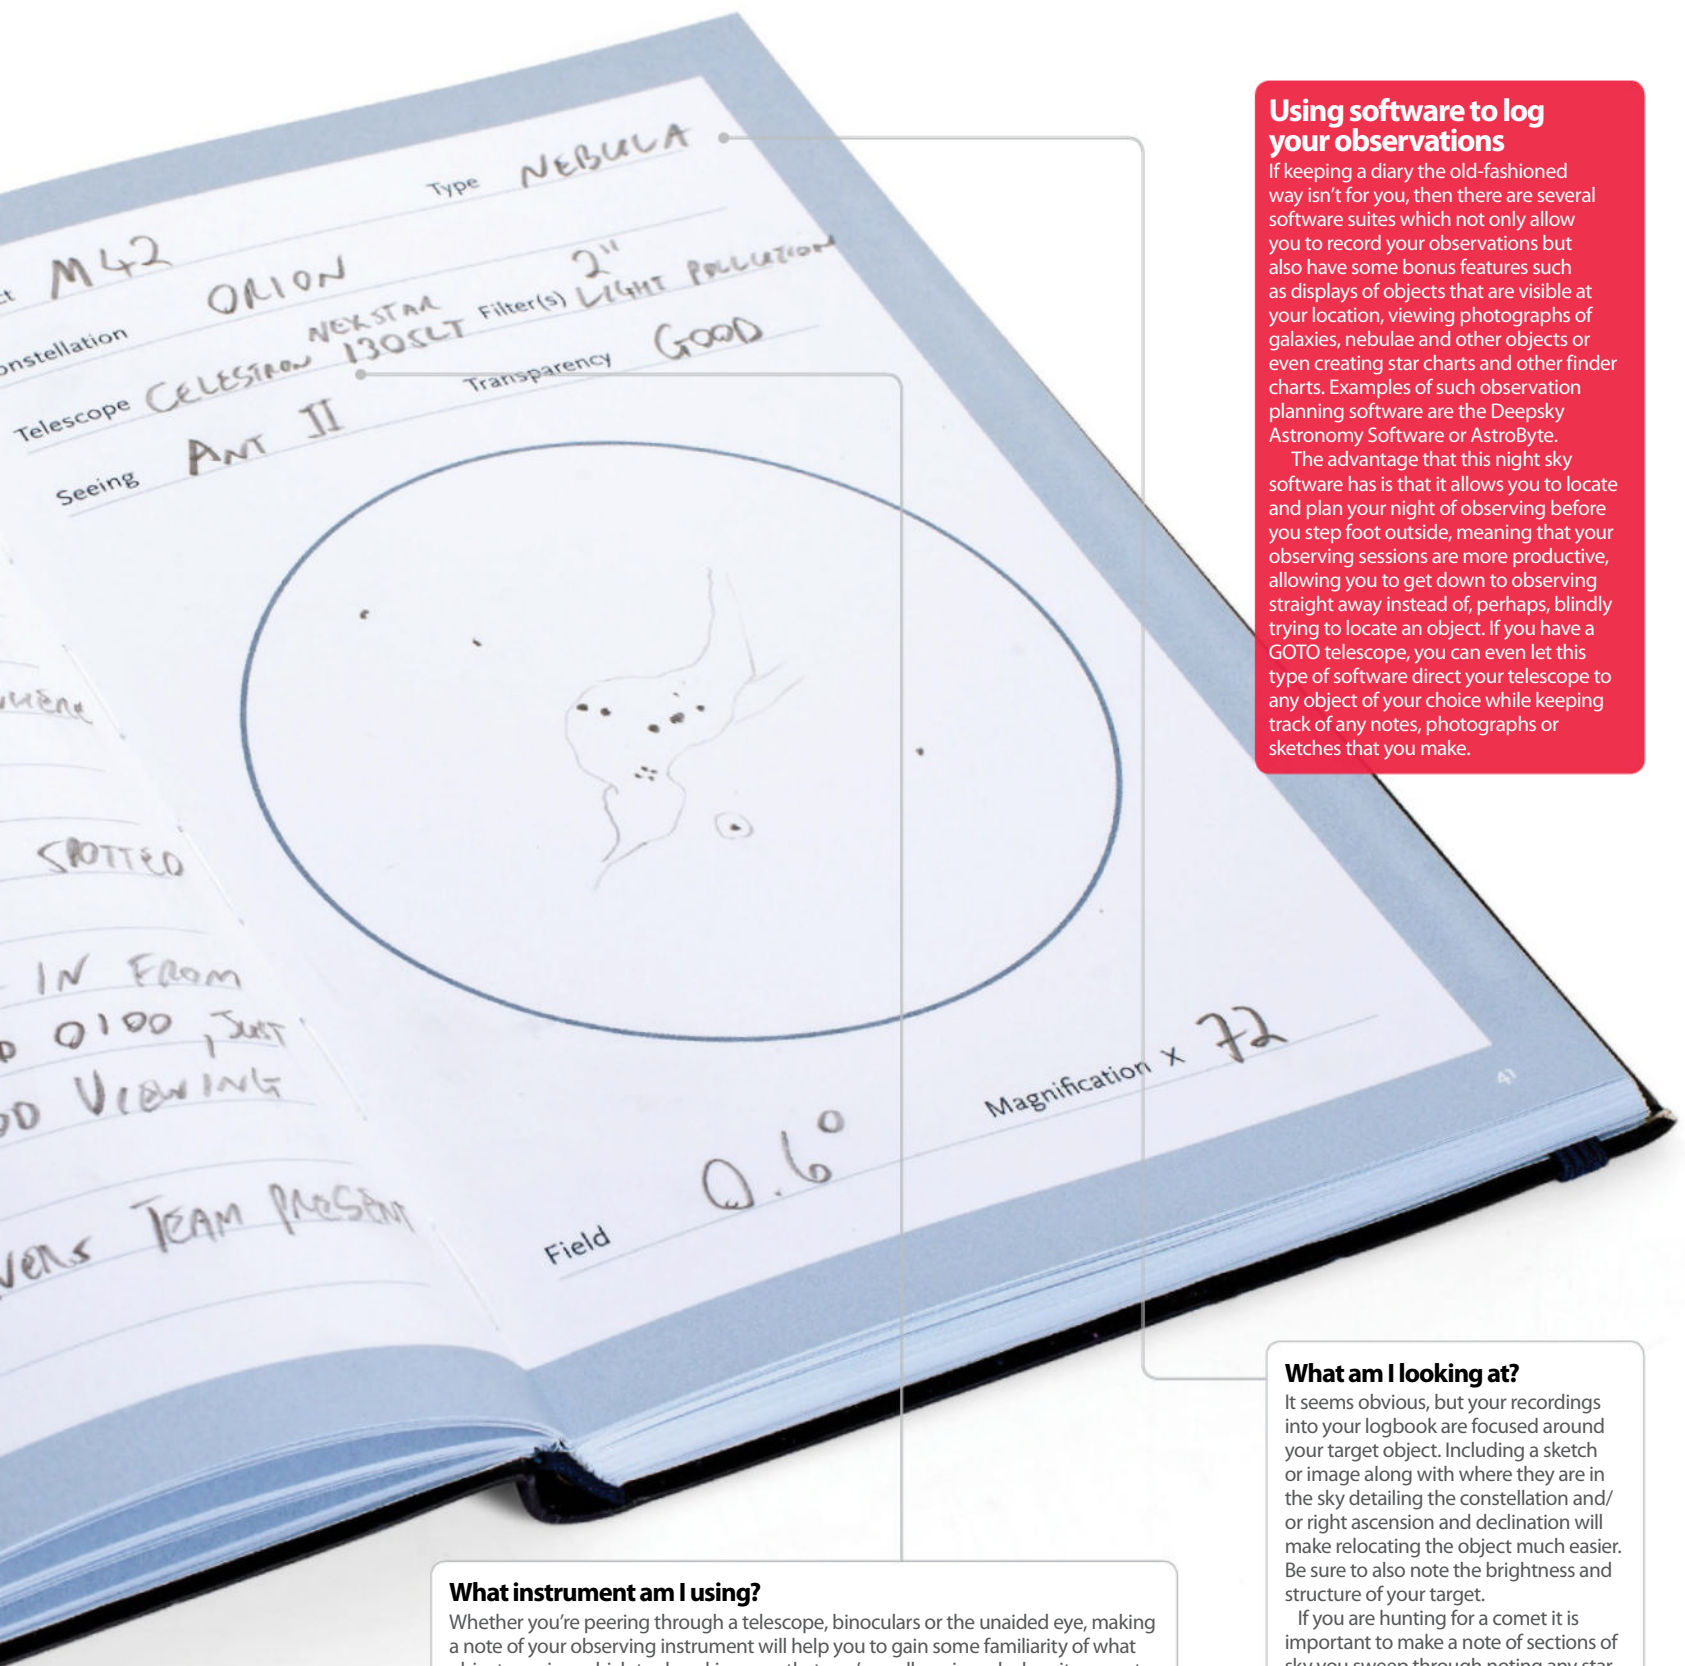 Type NEBULA
M42
ORION
onstellation
NEXSTAR
Telescope CELESTRON 130SLT Filter(s) 2"
LIGHT POLLUTION
Seeing ANT II Transparency GOOD
SPOTTED
IN FROM
0100, JUST
VIEWING
TEAM PRESENT
Field 0.6° Magnification X 72
41
Using software to log
your observations
If keeping a diary the old-fashioned
way isn't for you, then there are several
software suites which not only allow
you to record your observations but
also have some bonus features such
as displays of objects that are visible at
your location, viewing photographs of
galaxies, nebulae and other objects or
even creating star charts and other finder
charts. Examples of such observation
planning software are the Deepsky
Astronomy Software or AstroByte.
The advantage that this night sky
software has is that it allows you to locate
and plan your night of observing before
you step foot outside, meaning that your
observing sessions are more productive,
allowing you to get down to observing
straight away instead of, perhaps, blindly
trying to locate an object. If you have a
GOTO telescope, you can even let this
type of software direct your telescope to
any object of your choice while keeping
track of any notes, photographs or
sketches that you make.
What am I looking at?
It seems obvious, but your recordings
into your logbook are focused around
your target object. Including a sketch
or image along with where they are in
the sky detailing the constellation and/
or right ascension and declination will
make relocating the object much easier.
Be sure to also note the brightness and
structure of your target.
If you are hunting for a comet it is
important to make a note of sections of
sky you sweep through noting any star
What instrument am I using?
Whether you're peering through a telescope, binoculars or the unaided eye, making
a note of your observing instrument will help you to gain some familiarity of what